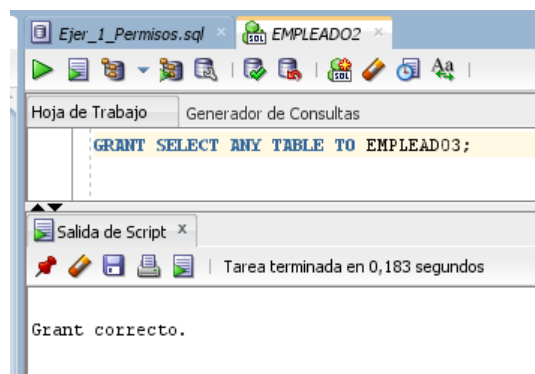 Ejer_1_Permisos.sql EMPLEADO2
Hoja de Trabajo Generador de Consultas
GRANT SELECT ANY TABLE TO EMPLEADO3;
Salida de Script
Tarea terminada en 0,183 segundos
Grant correcto.